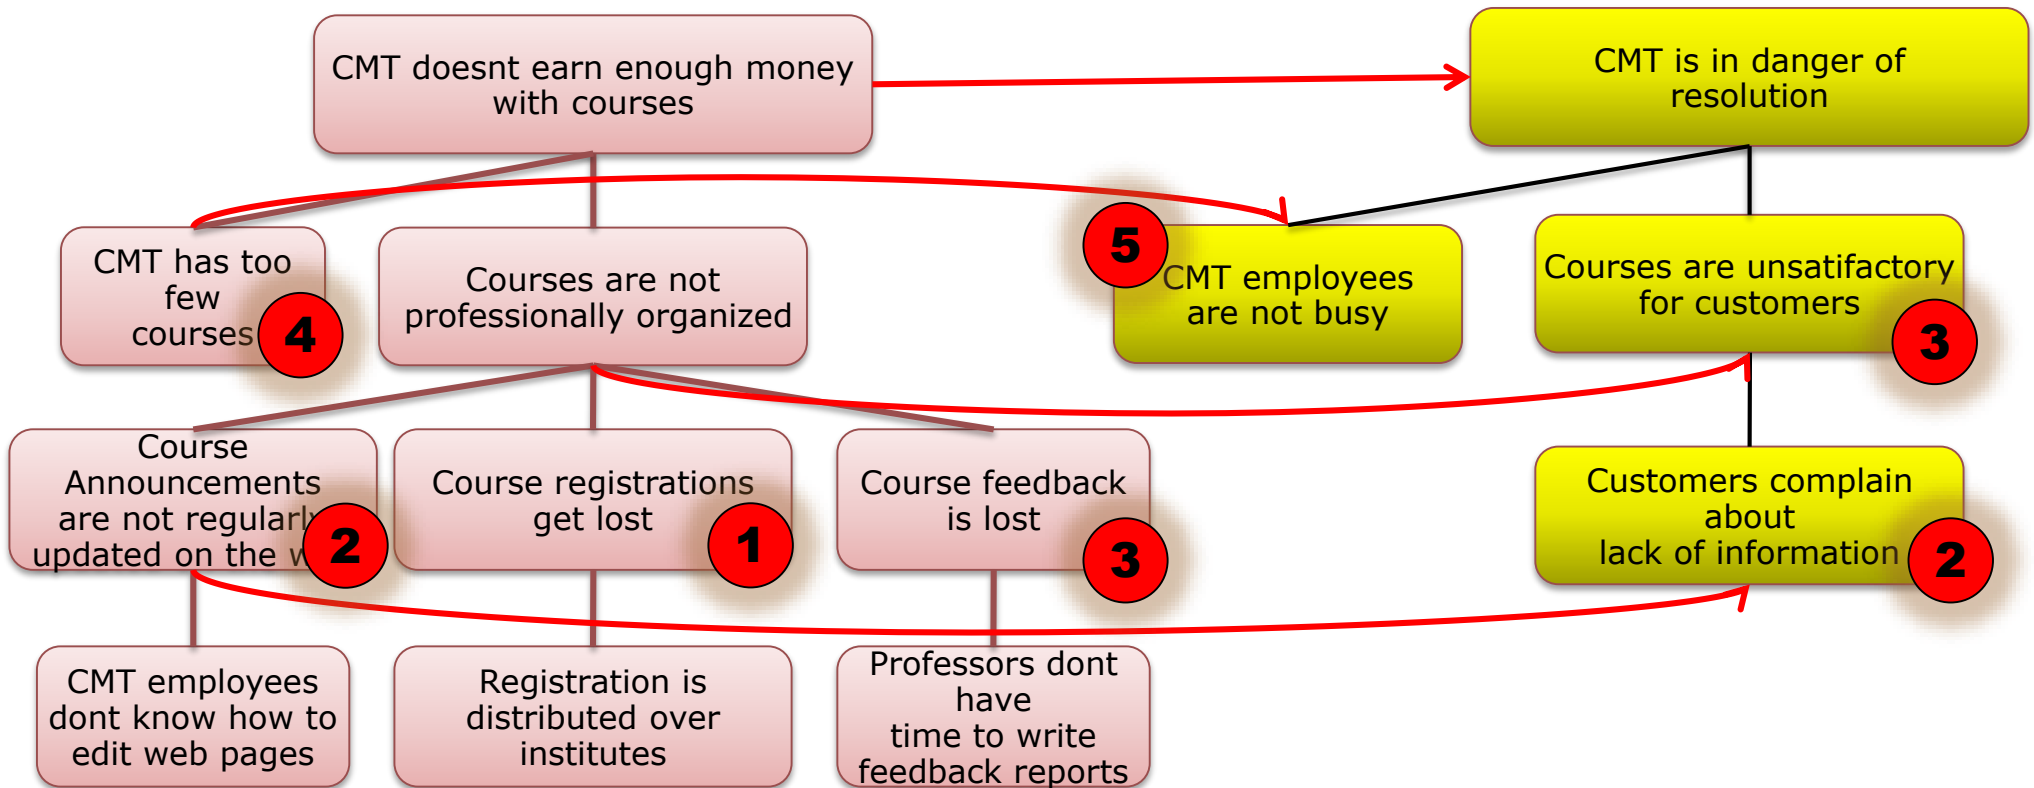 CMT doesnt earn enough money
with courses
CMT is in danger of
resolution
CMT has too
few
courses
4
Courses are not
professionally organized
5
CMT employees
are not busy
Courses are unsatifactory
for customers
3
Course
Announcements
are not regularly
updated on the
2
Course registrations
get lost
1
Course feedback
is lost
3
Customers complain
about
lack of information
2
CMT employees
dont know how to
edit web pages
Registration is
distributed over
institutes
Professors dont
have
time to write
feedback reports